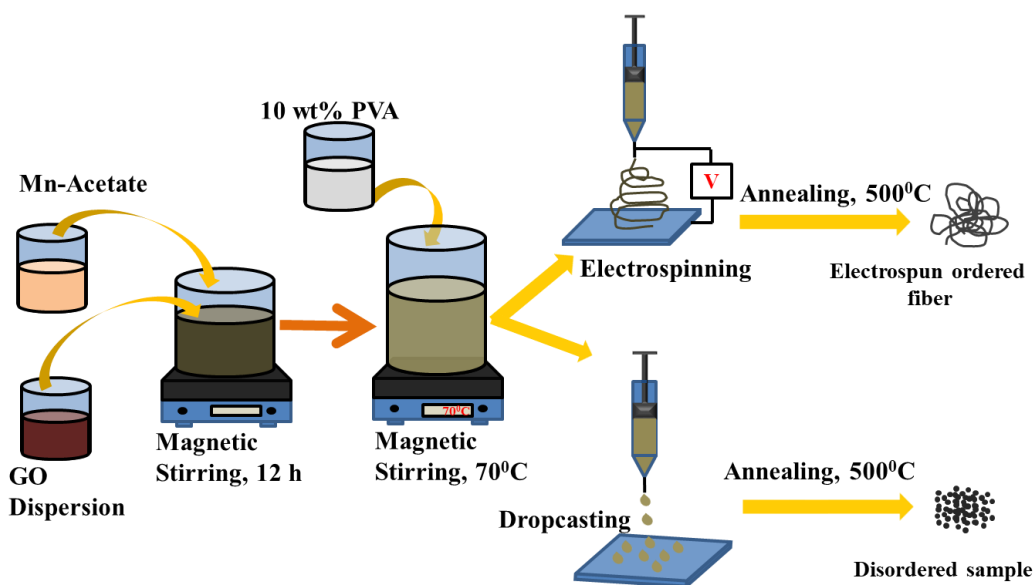 10 wt% PVA
Mn-Acetate
V
Annealing, 500⁰C
Electrospinning
Electrospun ordered
fiber
70⁰C
Magnetic
Stirring, 12 h
Magnetic
Stirring, 70⁰C
GO
Dispersion
Annealing, 500⁰C
Dropcasting
Disordered sample